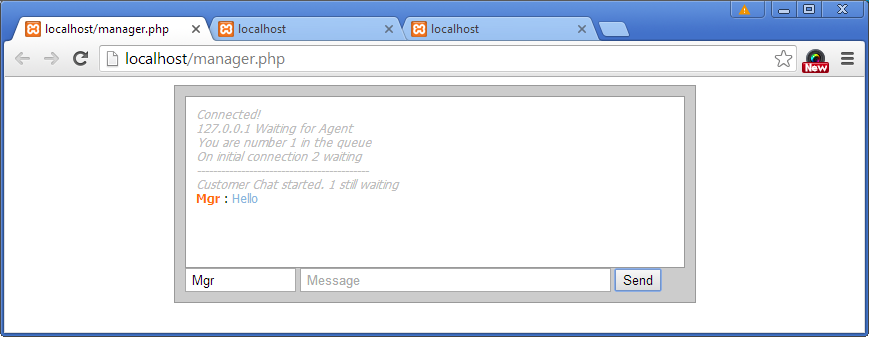 localhost/manager.php
localhost
localhost
localhost/manager.php
New
Connected!
127.0.0.1 Waiting for Agent
You are number 1 in the queue
On initial connection 2 waiting
--------------------------------------------
Customer Chat started. 1 still waiting
Mgr : Hello
Mgr
Message
Send